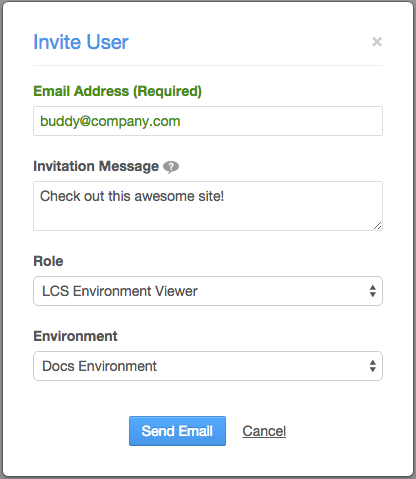 Invite User
×
Email Address (Required)
buddy@company.com
Invitation Message ?
Check out this awesome site!
Role
LCS Environment Viewer
Environment
Docs Environment
Send Email Cancel